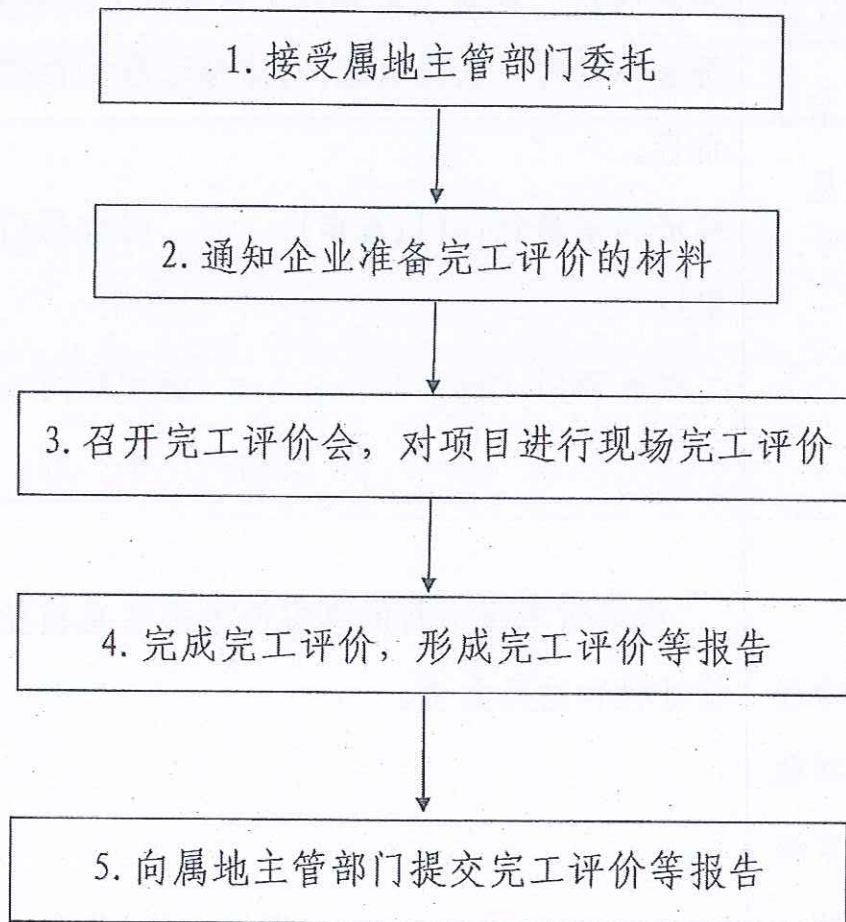 1. 接受属地主管部门委托
2. 通知企业准备完工评价的材料
3. 召开完工评价会，对项目进行现场完工评价
4. 完成完工评价，形成完工评价等报告
5. 向属地主管部门提交完工评价等报告